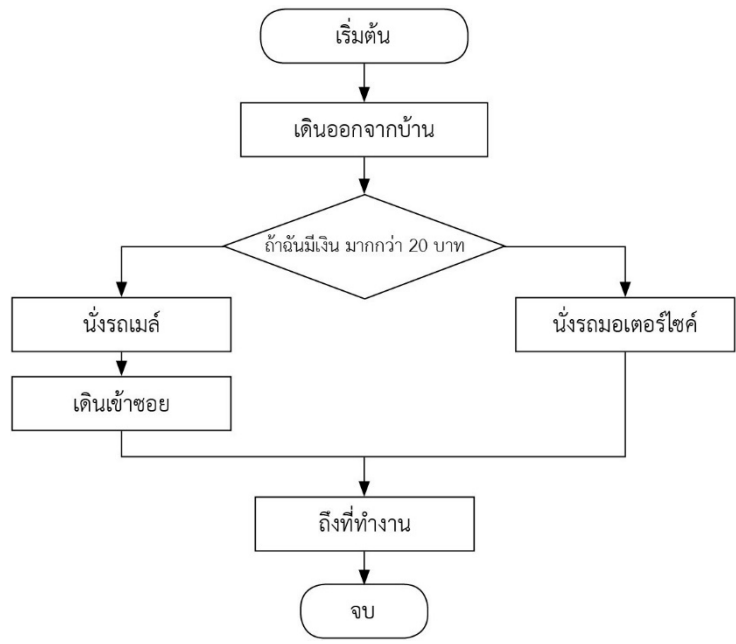 เริ่มต้น
เดินออกจากบ้าน
ถ้าฉันมีเงิน มากกว่า 20 บาท
นั่งรถเมล์
นั่งรถมอเตอร์ไซค์
เดินเข้าซอย
ถึงที่ทำงาน
จบ